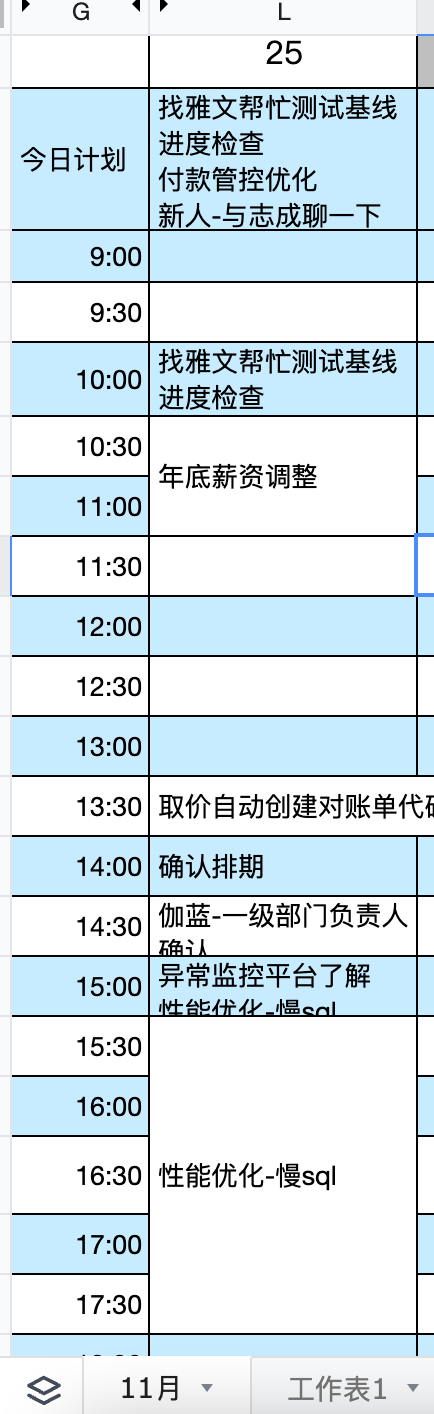 G L
25
今日计划
找雅文帮忙测试基线
进度检查
付款管控优化
新人-与志成聊一下
9:00
9:30
10:00
找雅文帮忙测试基线
进度检查
10:30
年底薪资调整
11:00
11:30
12:00
12:30
13:00
13:30 取价自动创建对账单代
14:00 确认排期
14:30
伽蓝-一级部门负责人
确认
15:00
异常监控平台了解
性能优化-慢sql
15:30
16:00
16:30 性能优化-慢sql
17:00
17:30
11月 工作表1